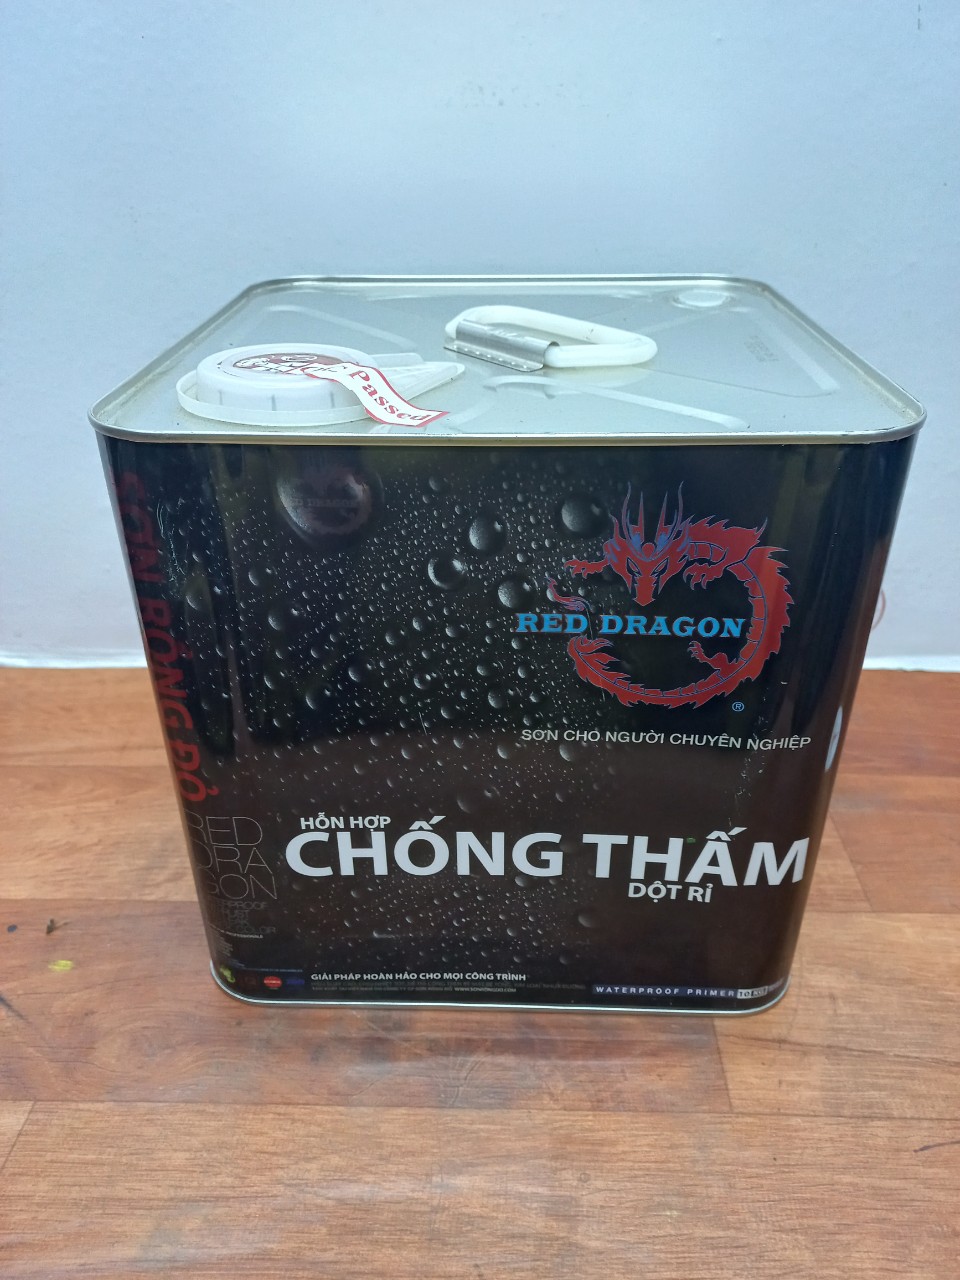 Passed
SƠN RỒNG ĐỎ
RED DRAGON
®
SƠN CHO NGƯỜI CHUYÊN NGHIỆP
HỖN HỢP
CHỐNG THẤM
DỘT RỈ
RED
DRA
GON
GIẢI PHÁP HOÀN HẢO CHO MỌI CÔNG TRÌNH
WATERPROOF PRIMER 10